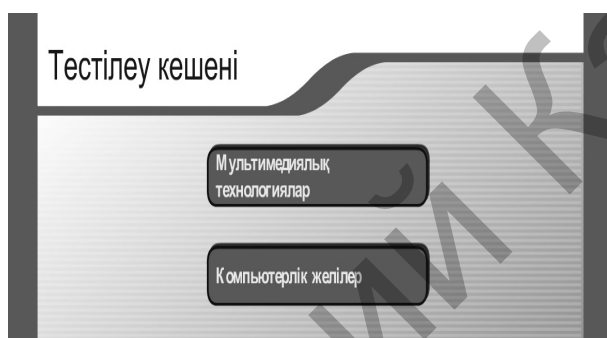 Тестілеу кешені
Мультимедиялық
технологиялар
Компьютерлік желілер